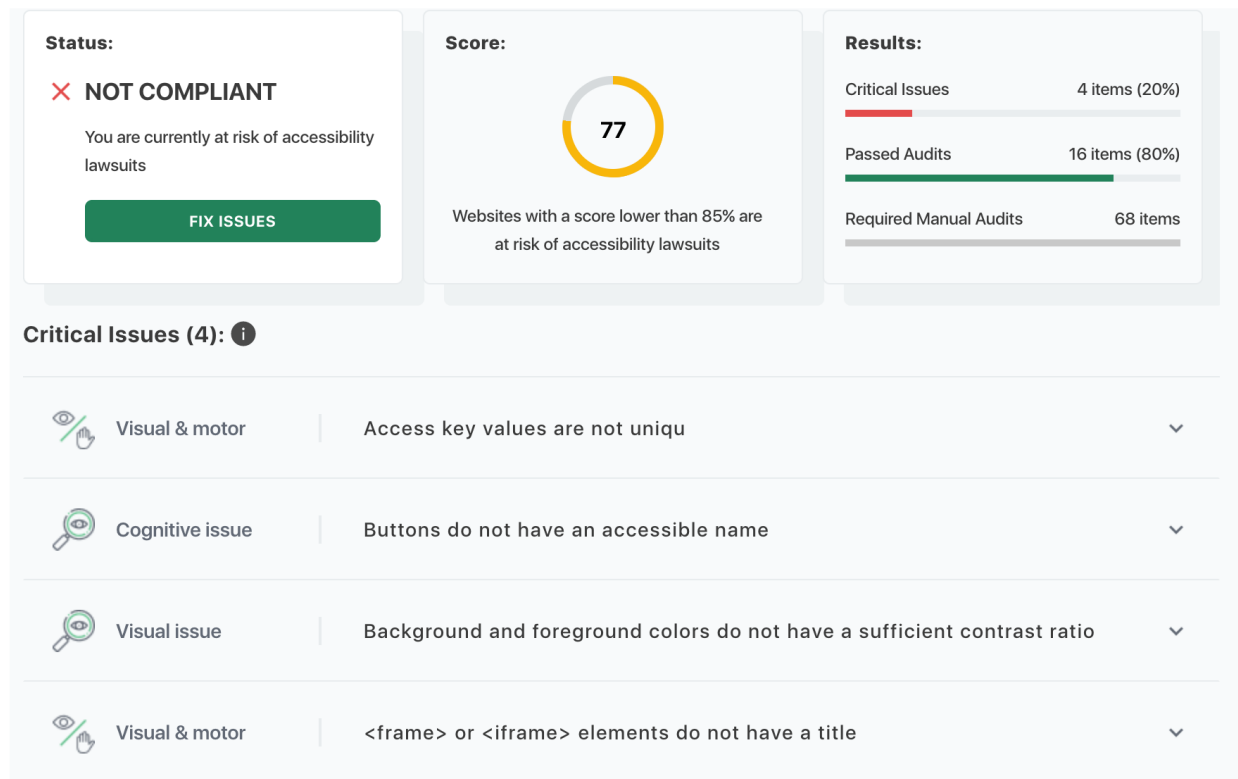 Status:
NOT COMPLIANT
You are currently at risk of accessibility
lawsuits
FIX ISSUES
Score:
77
Websites with a score lower than 85% are
at risk of accessibility lawsuits
Results:
Critical Issues 4 items (20%)
Passed Audits 16 items (80%)
Required Manual Audits 68 items
Critical Issues (4): i
Visual & motor Access key values are not uniqu
Cognitive issue Buttons do not have an accessible name
Visual issue Background and foreground colors do not have a sufficient contrast ratio
Visual & motor <frame> or <iframe> elements do not have a title